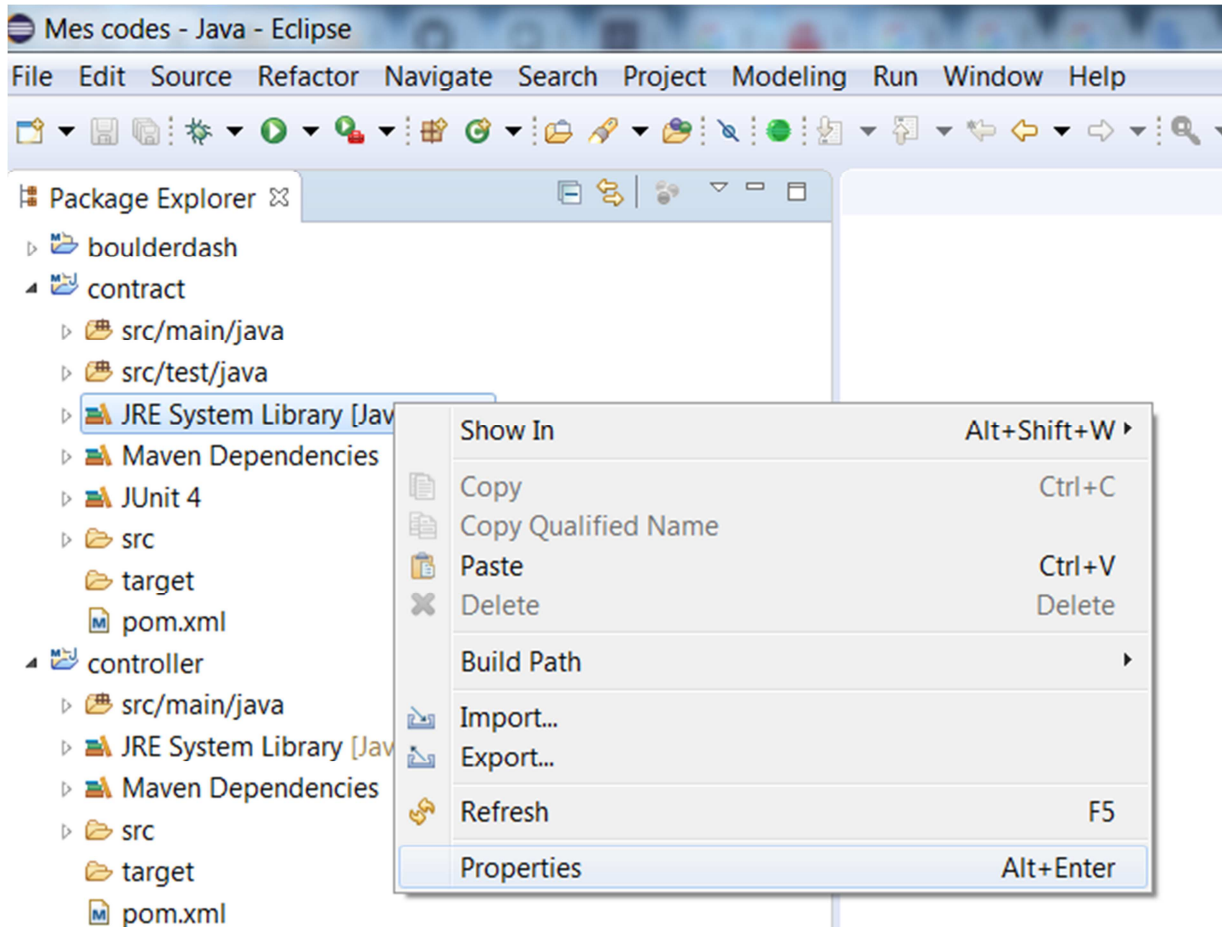 Mes codes - Java - Eclipse
File Edit Source Refactor Navigate Search Project Modeling Run Window Help
Package Explorer
boulderdash
contract
src/main/java
src/test/java
JRE System Library [Jav
Maven Dependencies
JUnit 4
src
target
pom.xml
controller
src/main/java
JRE System Library [Jav
Maven Dependencies
src
target
pom.xml
Show In Alt+Shift+W
Copy Ctrl+C
Copy Qualified Name
Paste Ctrl+V
Delete Delete
Build Path
Import...
Export...
Refresh F5
Properties Alt+Enter